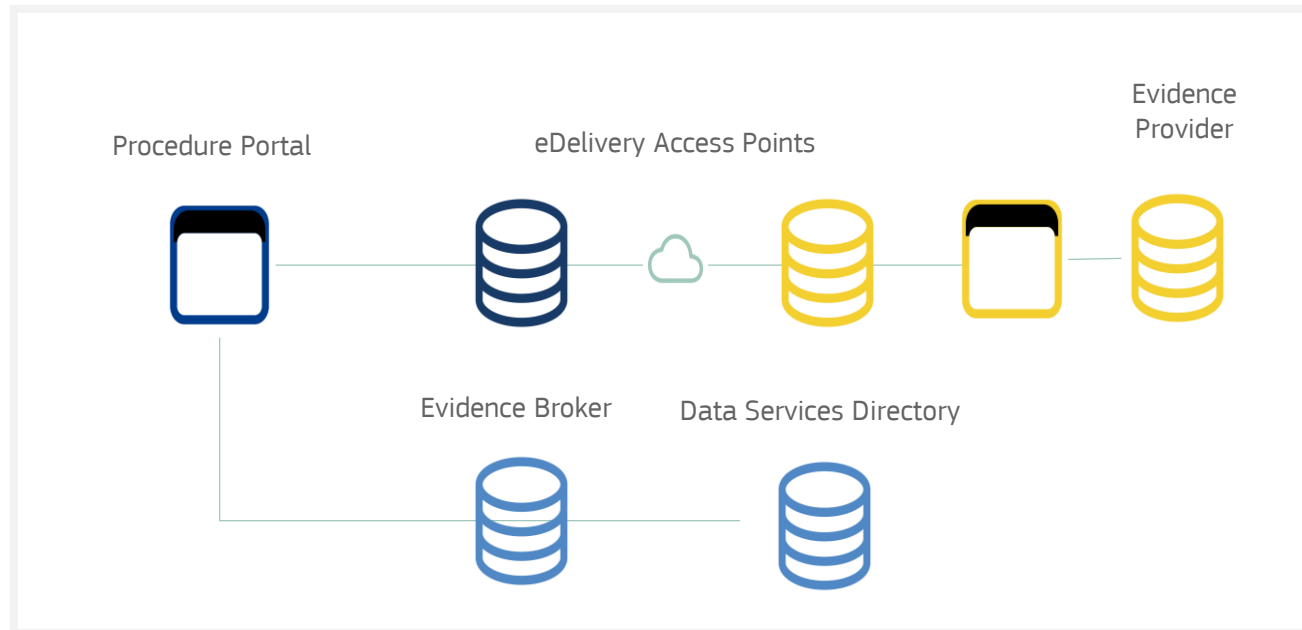 Procedure Portal
eDelivery Access Points
Evidence
Provider
Evidence Broker
Data Services Directory